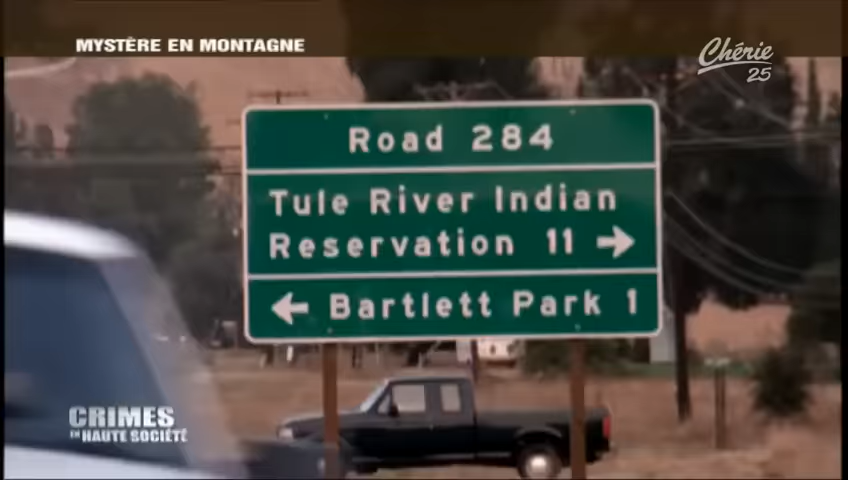 MYSTÈRE EN MONTAGNE
Chérie
25
Road 284
Tule River Indian
Reservation 11 →
← Bartlett Park 1
CRIMES
EN HAUTE SOCIÉTÉ